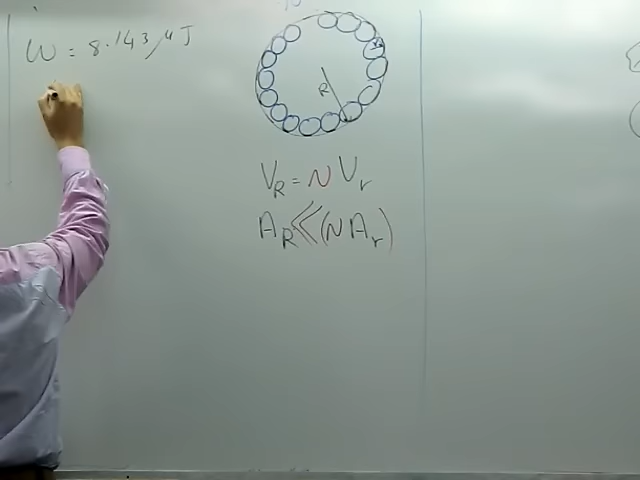 W = 8.143 μJ
R
V_R = N V_r
A_R ≪ (N A_r)